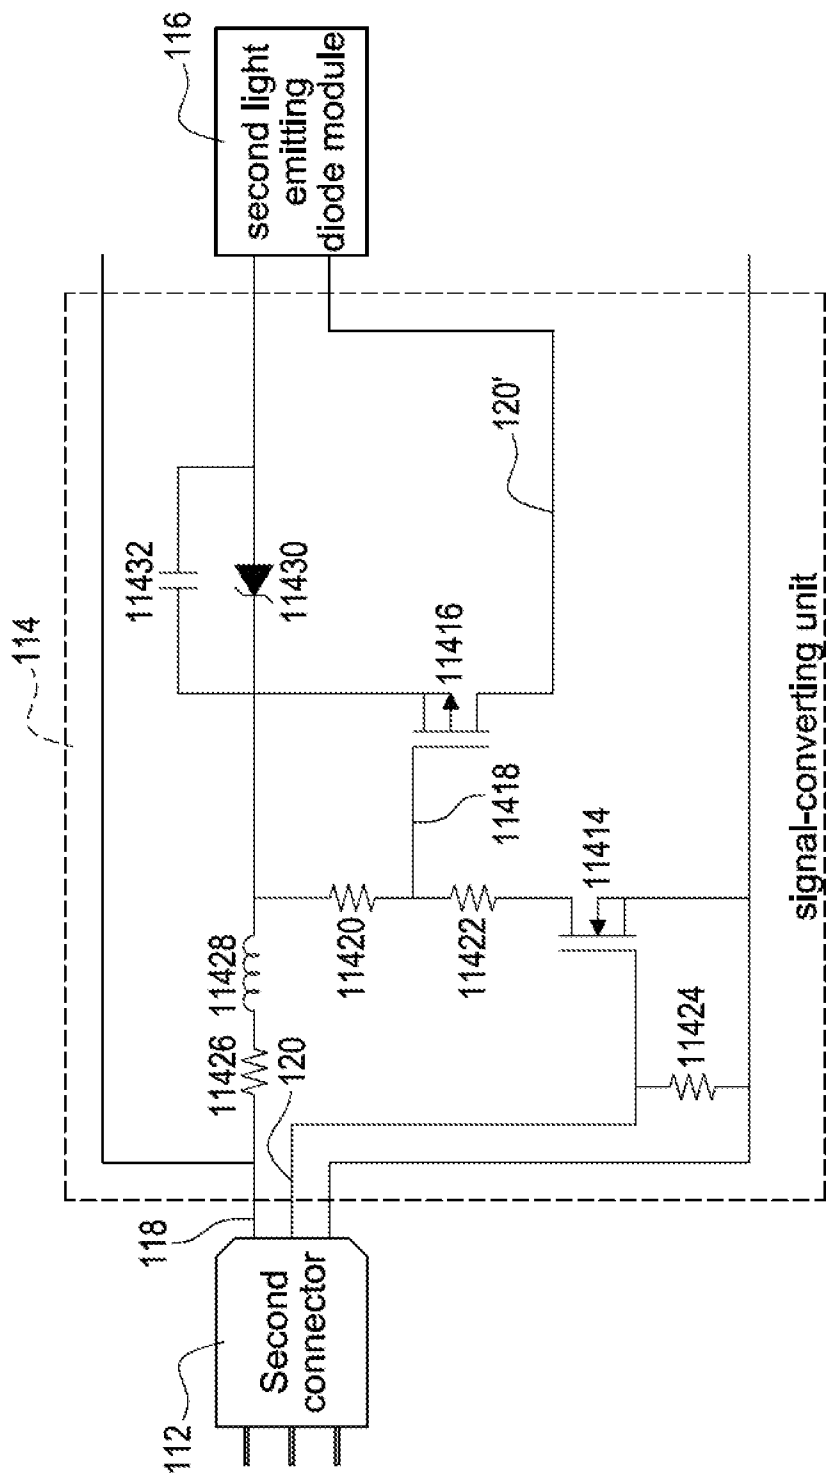 114
116
second light
emitting
diode module
11432
11430
11416
120'
11418
11428
11426
11420
11422
11414
120
11424
118
112
Second
connector
signal-converting unit